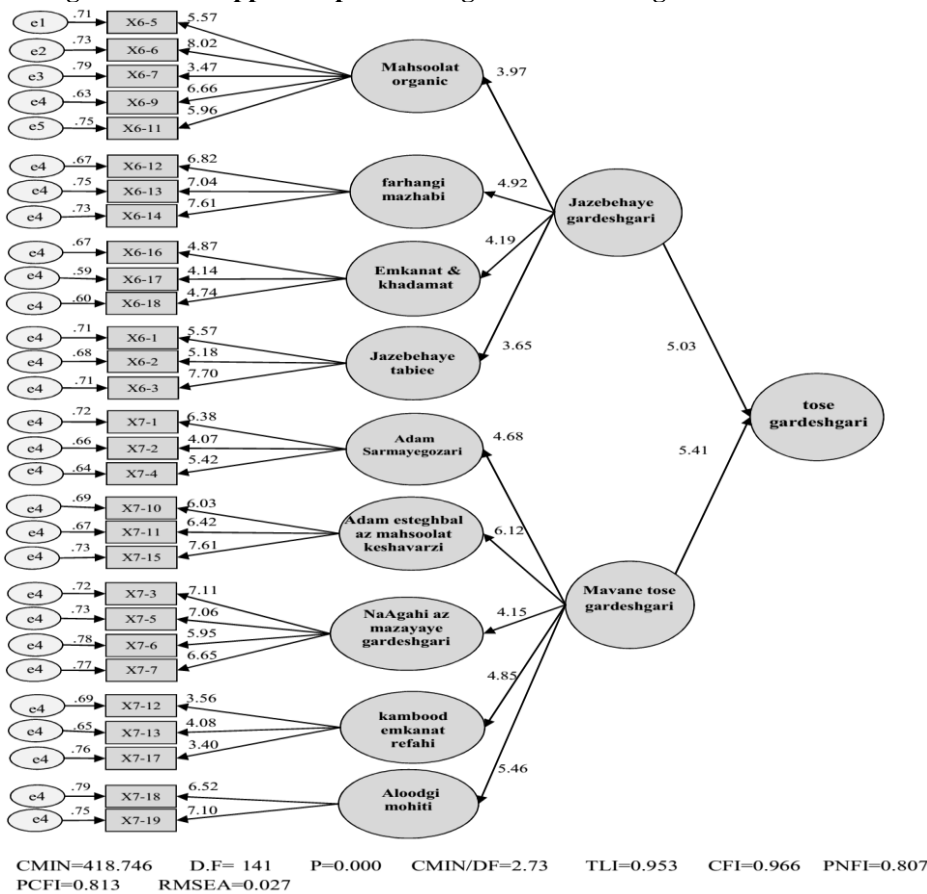 e1 .71 X6-5 5.57
e2 .73 X6-6 8.02
e3 .79 X6-7 3.47
e4 .63 X6-9 6.66
e5 .75 X6-11 5.96
Mahsoolat
organic
3.97
e4 .67 X6-12 6.82
e4 .75 X6-13 7.04
e4 .73 X6-14 7.61
farhangi
mazhabi
4.92
Jazebehaye
gardeshgari
e4 .67 X6-16 4.87
e4 .59 X6-17 4.14
e4 .60 X6-18 4.74
Emkanat &
khadamat
4.19
e4 .71 X6-1 5.57
e4 .68 X6-2 5.18
e4 .71 X6-3 7.70
Jazebehaye
tabiee
3.65
5.03
tose
gardeshgari
5.41
e4 .72 X7-1 6.38
e4 .66 X7-2 4.07
e4 .64 X7-4 5.42
Adam
Sarmayegozari
4.68
e4 .69 X7-10 6.03
e4 .67 X7-11 6.42
e4 .73 X7-15 7.61
Adam esteghbal
az mahsoolat
keshavarzi
6.12
Mavane tose
gardeshgari
e4 .72 X7-3 7.11
e4 .73 X7-5 7.06
e4 .78 X7-6 5.95
e4 .77 X7-7 6.65
NaAgahi az
mazayaye
gardeshgari
4.15
e4 .69 X7-12 3.56
e4 .65 X7-13 4.08
e4 .76 X7-17 3.40
kambood
emkanat
refahi
4.85
e4 .79 X7-18 6.52
e4 .75 X7-19 7.10
Aloodgi
mohiti
5.46
CMIN=418.746 D.F= 141 P=0.000 CMIN/DF=2.73 TLI=0.953 CFI=0.966 PNFI=0.807
PCFI=0.813 RMSEA=0.027